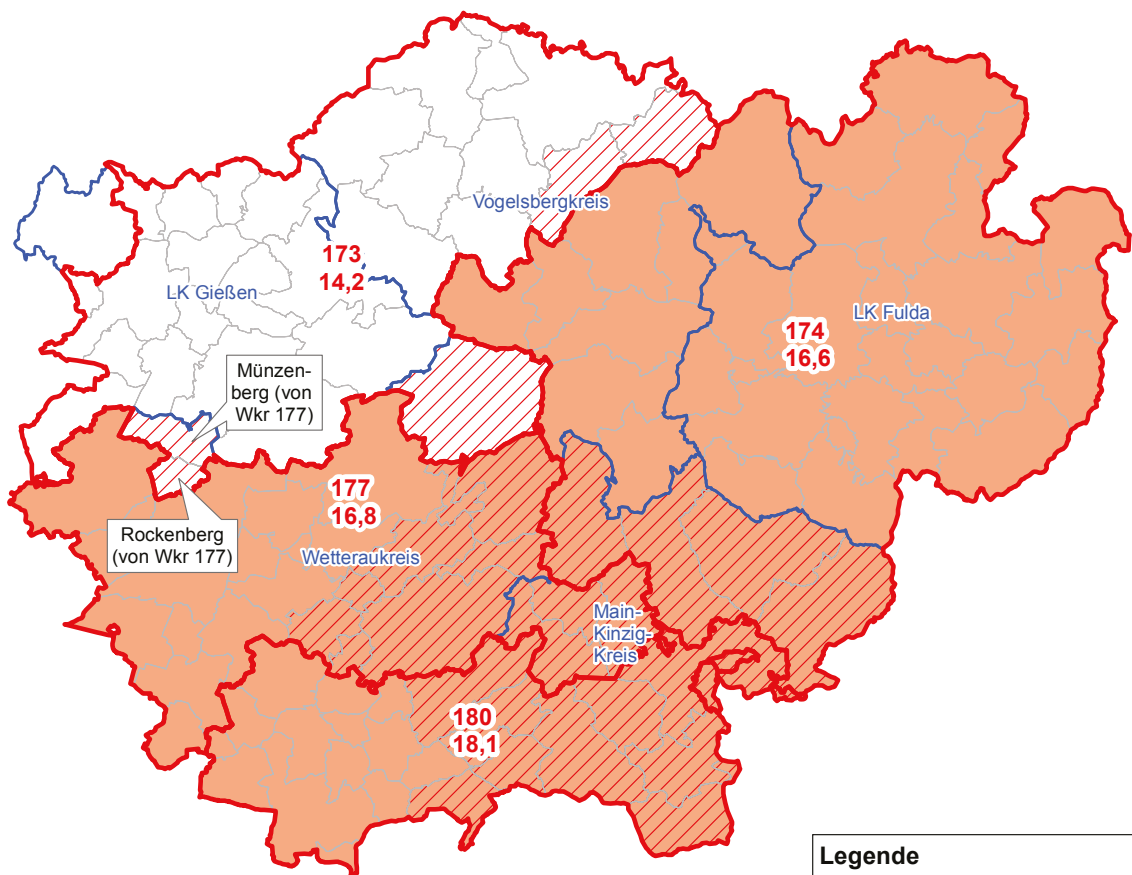 Vogelsbergkreis
173
14,2
LK Gießen
LK Fulda
174
16,6
Münzen-
berg (von
Wkr 177)
177
16,8
Rockenberg
(von Wkr 177)
Wetteraukreis
Main-
Kinzig-
Kreis
180
18,1
Legende